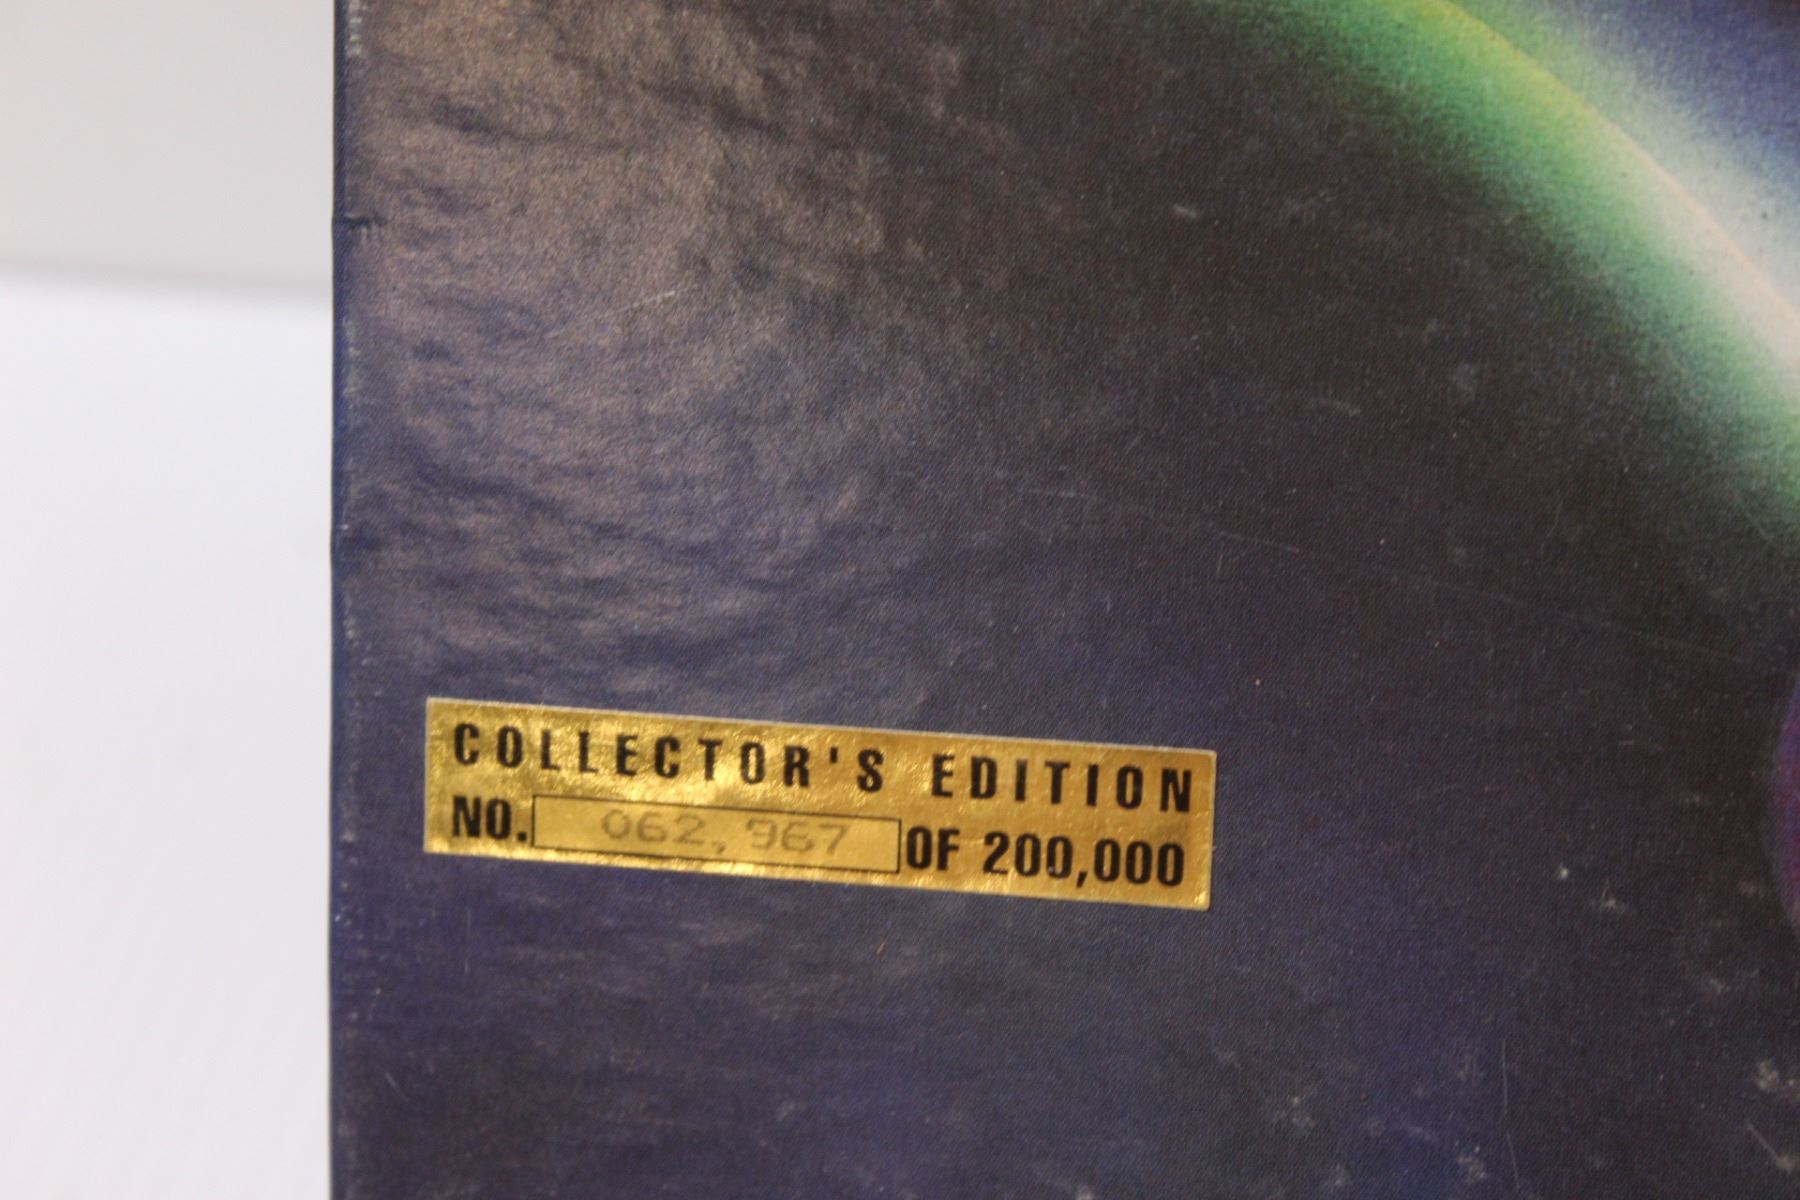 COLLECTOR'S EDITION
NO. 062,967 OF 200,000